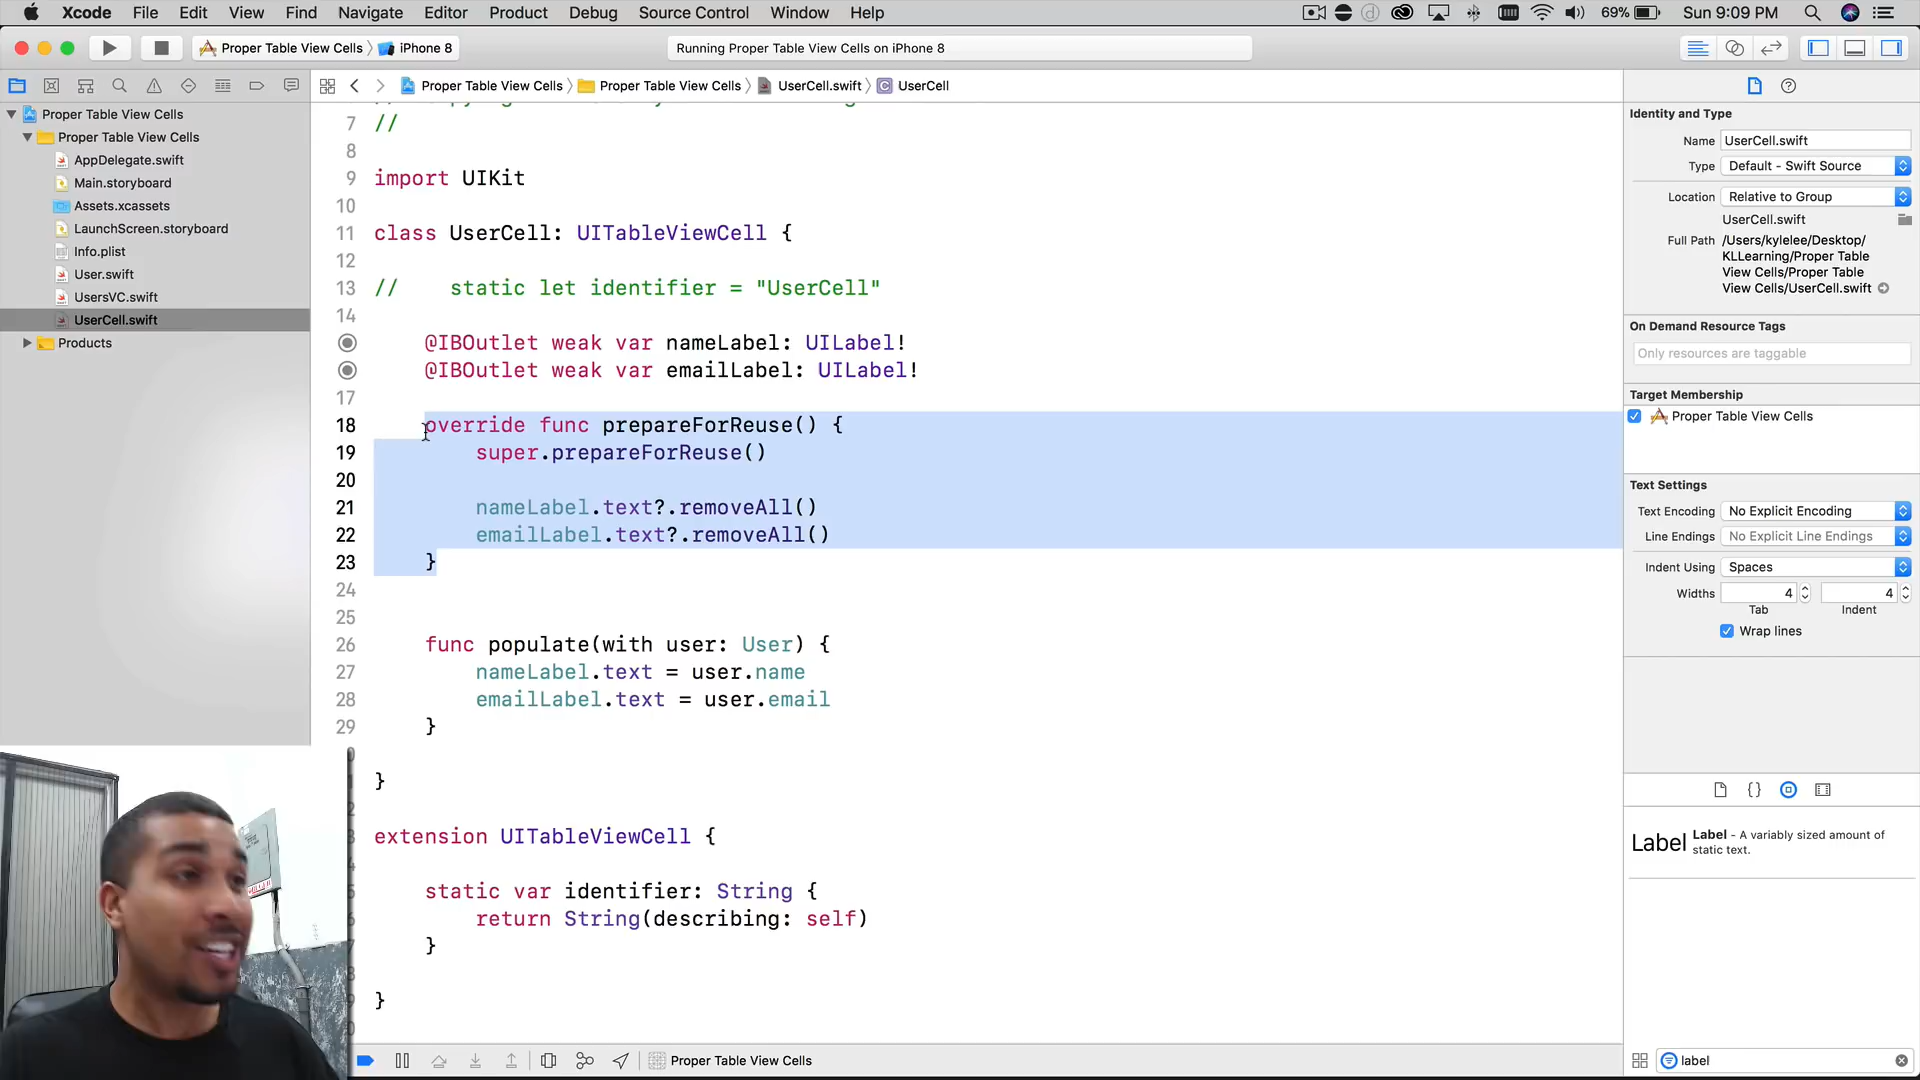 Xcode File Edit View Find Navigate Editor Product Debug Source Control Window Help 69% Sun 9:09 PM
Proper Table View Cells iPhone 8 Running Proper Table View Cells on iPhone 8
Proper Table View Cells Proper Table View Cells UserCell.swift C UserCell
Proper Table View Cells
Proper Table View Cells
AppDelegate.swift
Main.storyboard
Assets.xcassets
LaunchScreen.storyboard
Info.plist
User.swift
UsersVC.swift
UserCell.swift
Products
7 //
8
9 import UIKit
10
11 class UserCell: UITableViewCell {
12
13 // static let identifier = "UserCell"
14
@IBOutlet weak var nameLabel: UILabel!
@IBOutlet weak var emailLabel: UILabel!
17
18 override func prepareForReuse() {
19 super.prepareForReuse()
20
21 nameLabel.text?.removeAll()
22 emailLabel.text?.removeAll()
23 }
24
25
26 func populate(with user: User) {
27 nameLabel.text = user.name
28 emailLabel.text = user.email
29 }
}
extension UITableViewCell {
static var identifier: String {
return String(describing: self)
}
}
Proper Table View Cells
Identity and Type
Name UserCell.swift
Type Default - Swift Source
Location Relative to Group
UserCell.swift
Full Path /Users/kylelee/Desktop/
KLLearning/Proper Table
View Cells/Proper Table
View Cells/UserCell.swift
On Demand Resource Tags
Only resources are taggable
Target Membership
Proper Table View Cells
Text Settings
Text Encoding No Explicit Encoding
Line Endings No Explicit Line Endings
Indent Using Spaces
Widths 4 4
Tab Indent
Wrap lines
Label Label - A variably sized amount of
static text.
label